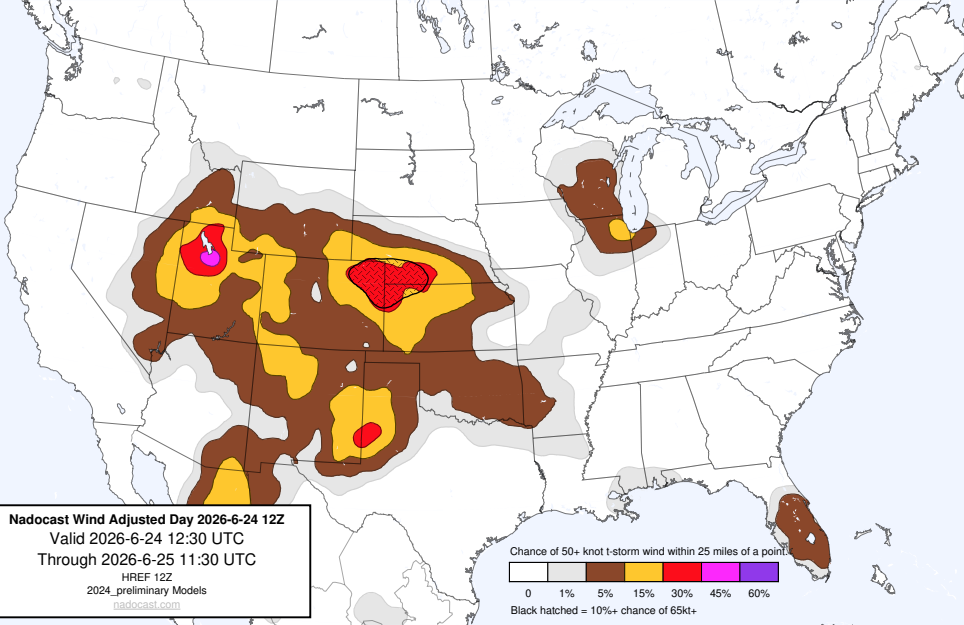 Nadocast Wind Adjusted Day 2026-6-24 12Z
Valid 2026-6-24 12:30 UTC
Through 2026-6-25 11:30 UTC
HREF 12Z
2024_preliminary Models
nadocast.com
Chance of 50+ knot t-storm wind within 25 miles of a point.
0 1% 5% 15% 30% 45% 60%
Black hatched = 10%+ chance of 65kt+